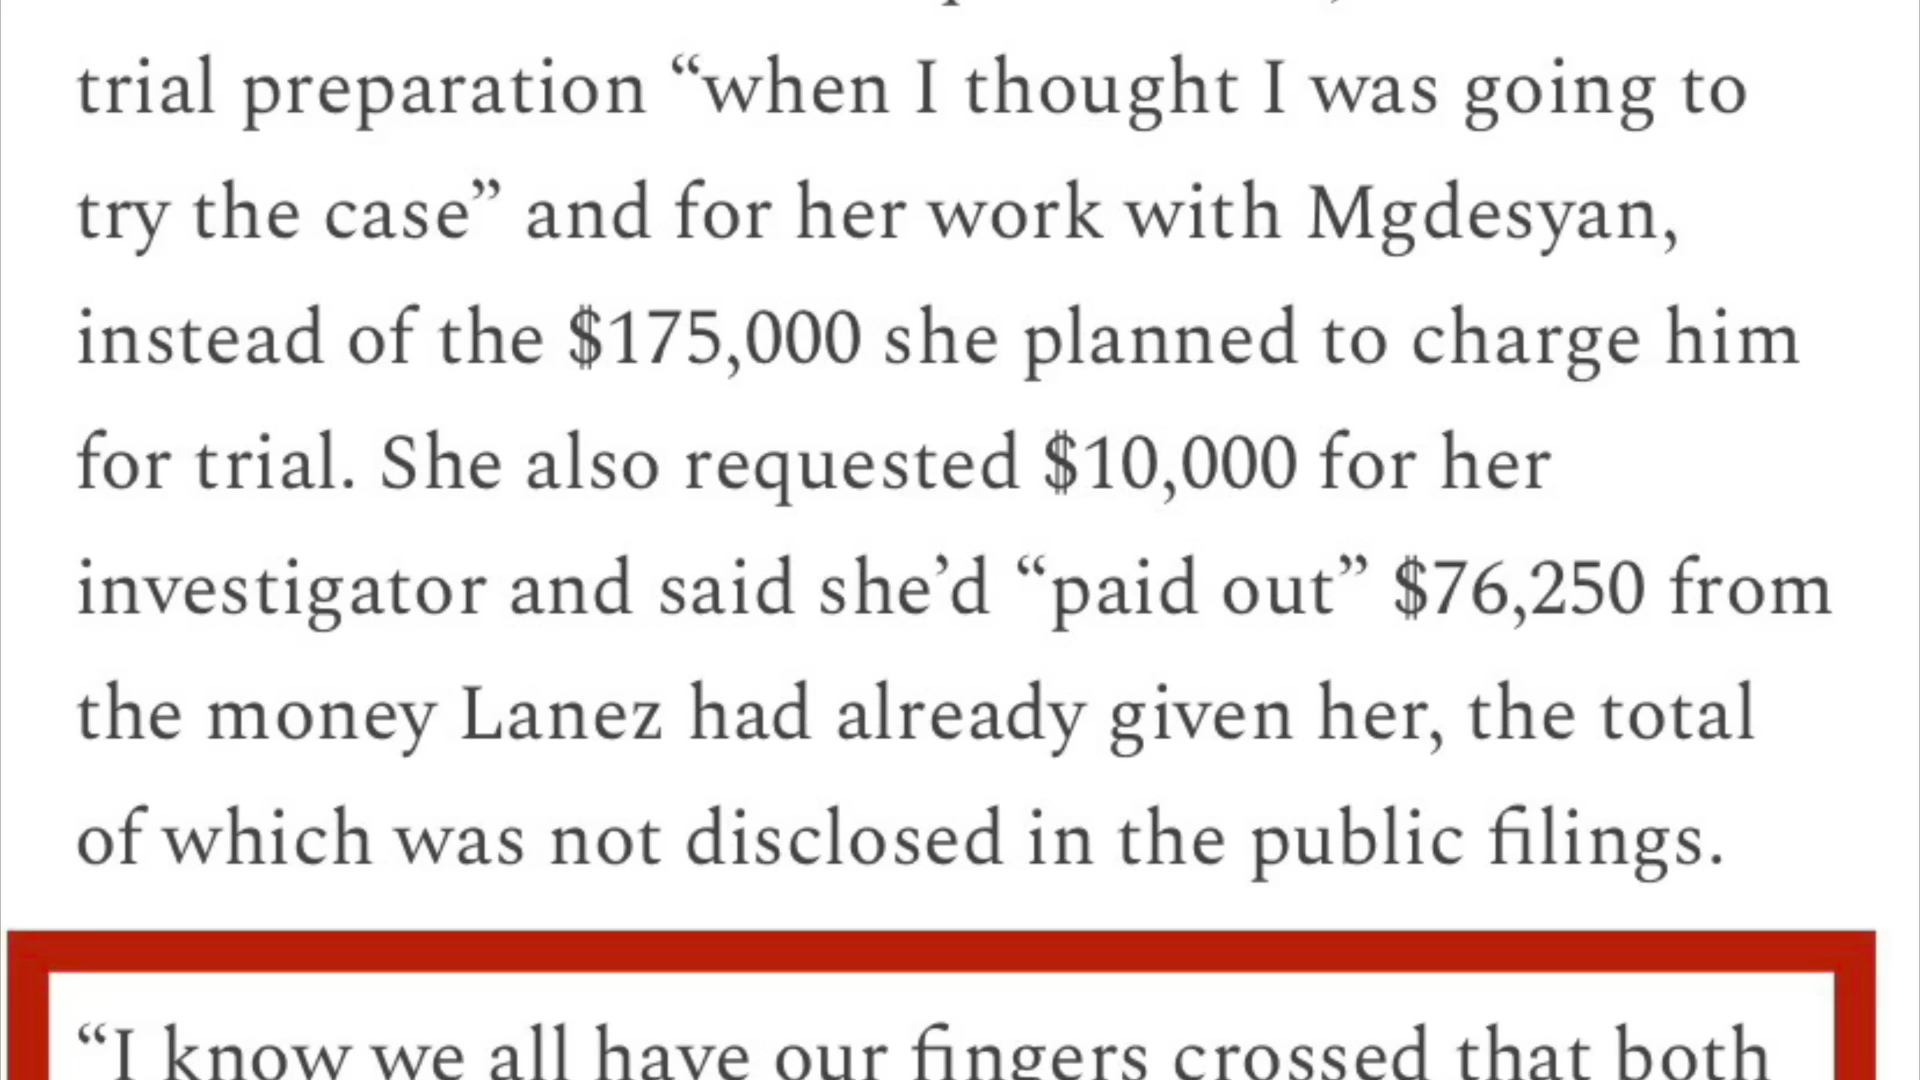 trial preparation “when I thought I was going to
try the case” and for her work with Mgdesyan,
instead of the $175,000 she planned to charge him
for trial. She also requested $10,000 for her
investigator and said she’d “paid out” $76,250 from
the money Lanez had already given her, the total
of which was not disclosed in the public filings.
“I know we all have our fingers crossed that both